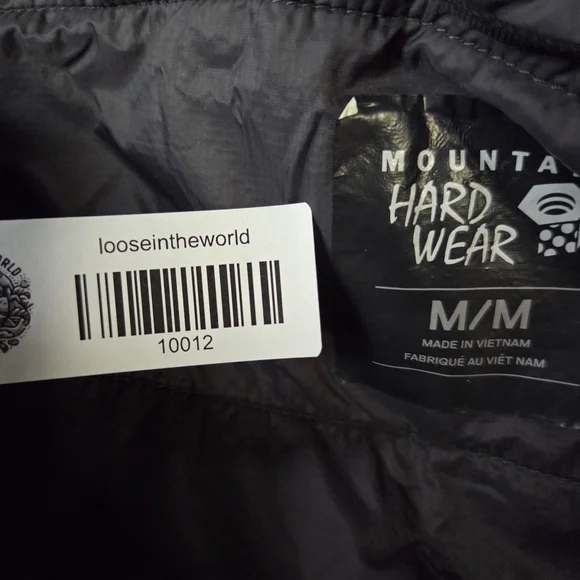 looseintheworld
10012
MOUNTA
HARD
WEAR
M/M
MADE IN VIETNAM
FABRIQUÉ AU VIÊT NAM